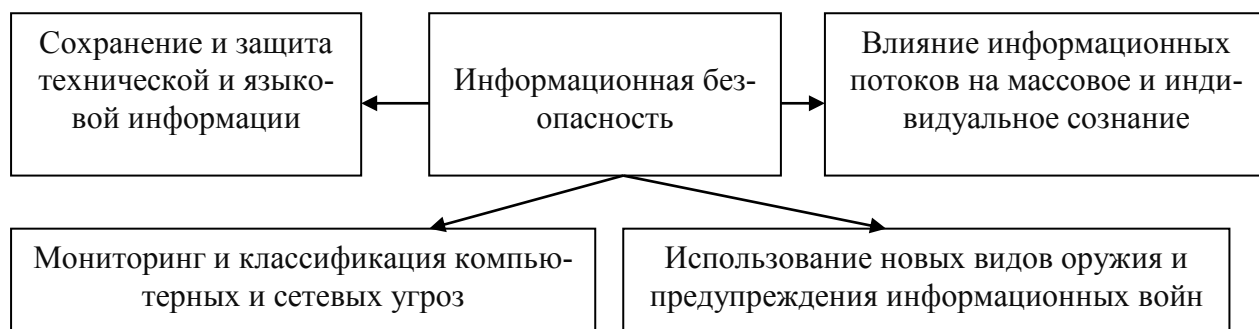 Сохранение и защита
технической и языко-
вой информации
Информационная без-
опасность
Влияние информационных
потоков на массовое и инди-
видуальное сознание
Мониторинг и классификация компью-
терных и сетевых угроз
Использование новых видов оружия и
предупреждения информационных войн